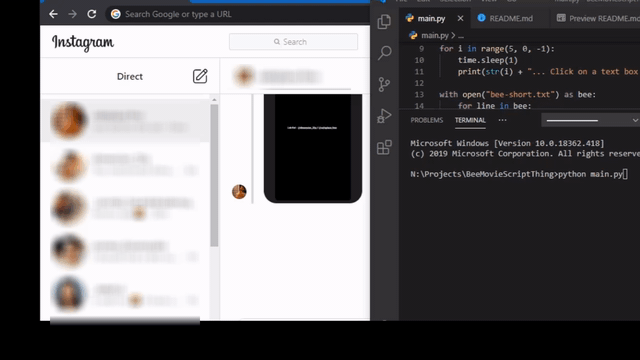 Search Google or type a URL
Instagram
Search
Direct
main.py
README.md
Preview README.md
main.py > ...
9 for i in range(5, 0, -1):
10 time.sleep(1)
11 print(str(i) + "... Click on a text box
12
13 with open("bee-short.txt") as bee:
14 for line in bee:
PROBLEMS TERMINAL ...
Microsoft Windows [Version 10.0.18362.418]
(c) 2019 Microsoft Corporation. All rights reserve
N:\Projects\BeeMovieScriptThing>python main.py